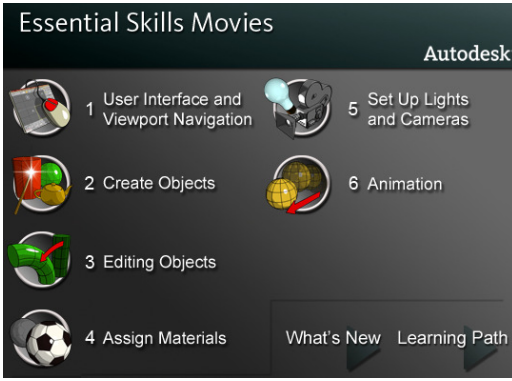 Essential Skills Movies
Autodesk
1 User Interface and
Viewport Navigation
2 Create Objects
3 Editing Objects
4 Assign Materials
5 Set Up Lights
and Cameras
6 Animation
What's New
Learning Path